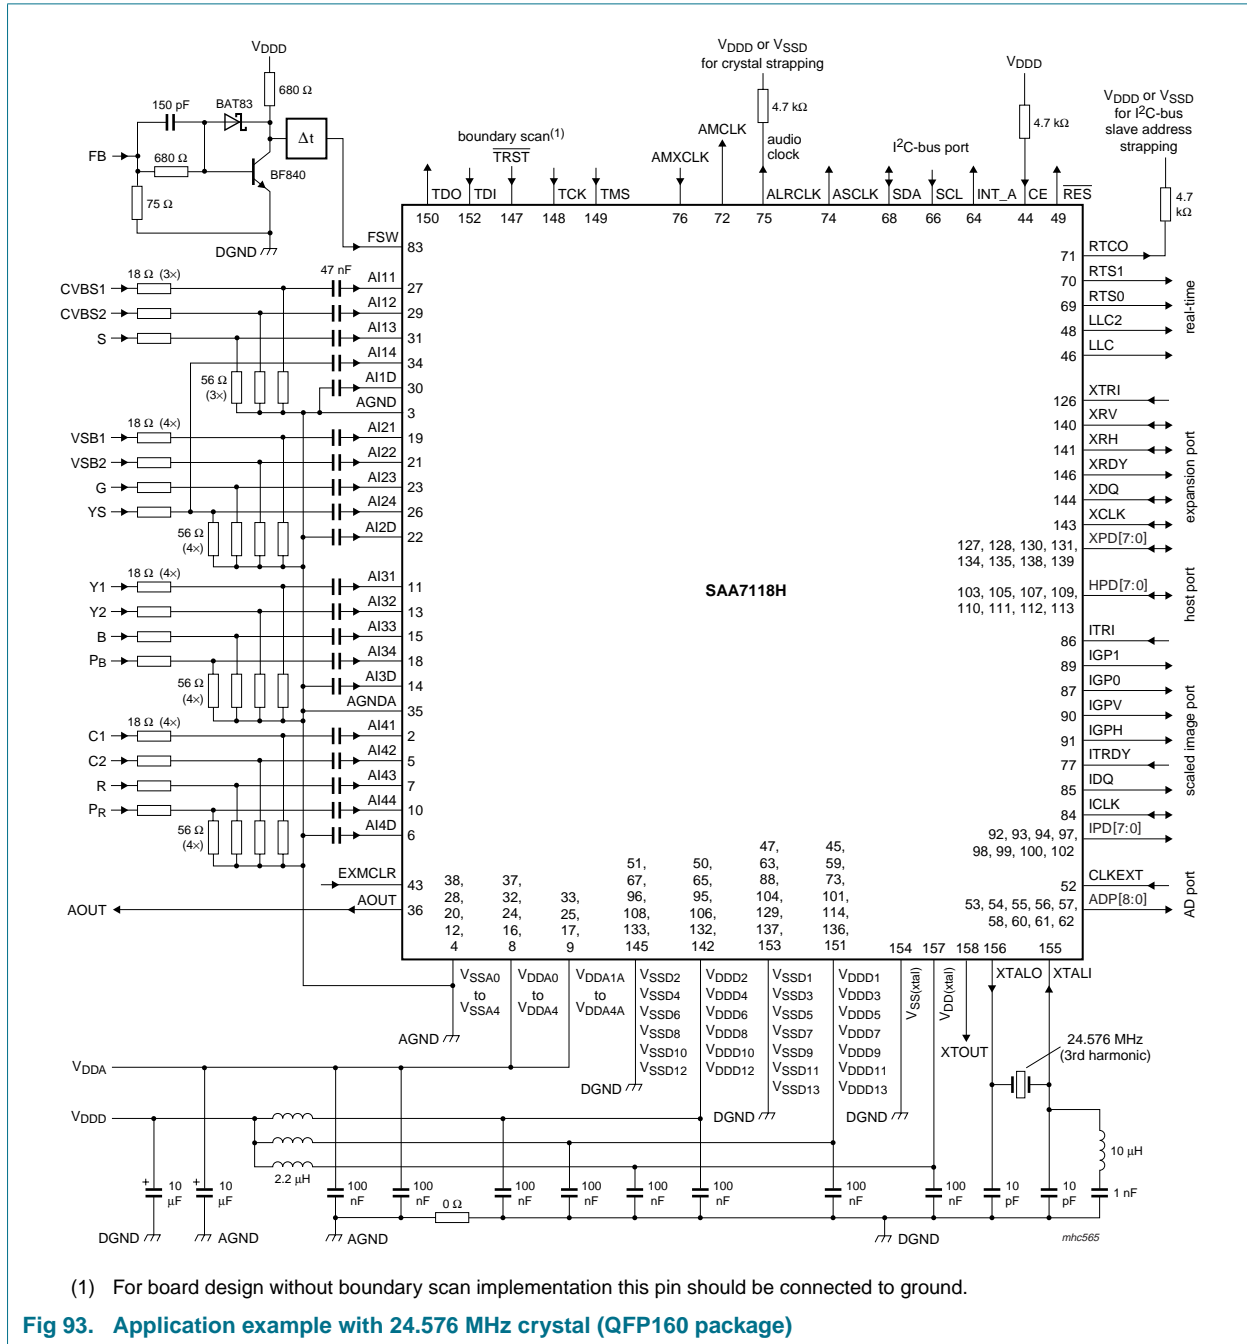 VDDD
680 Ω
150 pF
BAT83
FB
680 Ω
BF840
75 Ω
DGND
Δt
boundary scan(1)
TRST
VDDD or VSSD
for crystal strapping
4.7 kΩ
AMCLK
AMXCLK
audio
clock
I2C-bus port
VDDD
4.7 kΩ
VDDD or VSSD
for I2C-bus
slave address
strapping
4.7
kΩ
TDO
TDI
TCK
TMS
ALRCLK
ASCLK
SDA
SCL
INT_A
CE
RES
150
152
147
148
149
76
72
75
74
68
66
64
44
49
FSW
83
CVBS1
18 Ω (3×)
47 nF
AI11
27
CVBS2
AI12
29
S
AI13
31
AI14
34
56 Ω
(3×)
AI1D
30
AGND
3
VSB1
18 Ω (4×)
AI21
19
VSB2
AI22
21
G
AI23
23
YS
AI24
26
56 Ω
(4×)
AI2D
22
Y1
18 Ω (4×)
AI31
11
Y2
AI32
13
B
AI33
15
PB
AI34
18
56 Ω
(4×)
AI3D
14
AGNDA
35
C1
18 Ω (4×)
AI41
2
C2
AI42
5
R
AI43
7
PR
AI44
10
56 Ω
(4×)
AI4D
6
EXMCLR
43
AOUT
AOUT
36
SAA7118H
71
RTCO
70
RTS1
69
RTS0
48
LLC2
46
LLC
real-time
126
XTRI
140
XRV
141
XRH
146
XRDY
144
XDQ
143
XCLK
127, 128, 130, 131,
134, 135, 138, 139
XPD[7:0]
expansion port
103, 105, 107, 109,
110, 111, 112, 113
HPD[7:0]
host port
86
ITRI
89
IGP1
87
IGP0
90
IGPV
91
IGPH
77
ITRDY
85
IDQ
84
ICLK
92, 93, 94, 97,
98, 99, 100, 102
IPD[7:0]
scaled image port
52
CLKEXT
53, 54, 55, 56, 57,
58, 60, 61, 62
ADP[8:0]
AD port
38,
28,
20,
12,
4
37,
32,
24,
16,
8
33,
25,
17,
9
51,
67,
96,
108,
133,
145
50,
65,
95,
106,
132,
142
47,
63,
88,
104,
129,
137,
153
45,
59,
73,
101,
114,
136,
151
154
157
158
156
155
VSSA0
to
VSSA4
VDDA0
to
VDDA4
VDDA1A
to
VDDA4A
VSSD2
VSSD4
VSSD6
VSSD8
VSSD10
VSSD12
VDDD2
VDDD4
VDDD6
VDDD8
VDDD10
VDDD12
VSSD1
VSSD3
VSSD5
VSSD7
VSSD9
VSSD11
VSSD13
VDDD1
VDDD3
VDDD5
VDDD7
VDDD9
VDDD11
VDDD13
VSS(xtal)
VDD(xtal)
XTOUT
XTALO
XTALI
AGND
DGND
DGND
DGND
24.576 MHz
(3rd harmonic)
VDDA
VDDD
2.2 μH
10 μH
+
10
μF
+
10
μF
100
nF
100
nF
100
nF
100
nF
100
nF
100
nF
100
nF
100
nF
10
pF
10
pF
1 nF
0 Ω
DGND
AGND
AGND
DGND
mhc565
(1) For board design without boundary scan implementation this pin should be connected to ground.
Fig 93. Application example with 24.576 MHz crystal (QFP160 package)